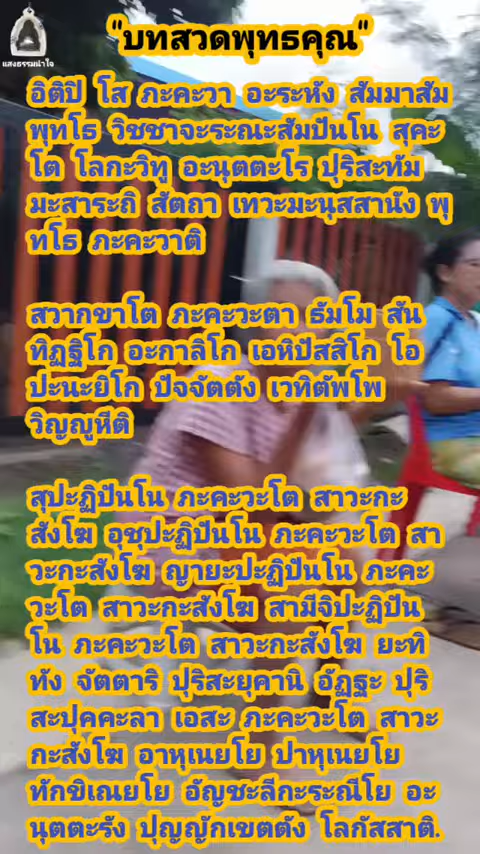 "บทสวดพุทธคุณ"
แสงธรรมนำใจ
อิติปิ โส ภะคะวา อะระหัง สัมมาสัม
พุทโธ วิชชาจะระณะสัมปันโน สุคะ
โต โลกะวิทู อะนุตตะโร ปุริสะทัม
มะสาระถิ สัตถา เทวะมะนุสสานัง พุ
ทโธ ภะคะวาติ
สวากขาโต ภะคะวะตา ธัมโม สัน
ทิฏฐิโก อะกาลิโก เอหิปัสสิโก โอ
ปะนะยิโก ปัจจัตตัง เวทิตัพโพ
วิญญูหีติ
สุปะฏิปันโน ภะคะวะโต สาวะกะ
สังโฆ อุชุปะฏิปันโน ภะคะวะโต สา
วะกะสังโฆ ญายะปะฏิปันโน ภะคะ
วะโต สาวะกะสังโฆ สามีจิปะฏิปัน
โน ภะคะวะโต สาวะกะสังโฆ ยะทิ
ทัง จัตตาริ ปุริสะยุคานิ อัฏฐะ ปุริ
สะปุคคะลา เอสะ ภะคะวะโต สาวะ
กะสังโฆ อาหุเนยโย ปาหุเนยโย
ทักขิเณยโย อัญชะลีกะระณีโย อะ
นุตตะรัง ปุญญักเขตตัง โลกัสสาติ.